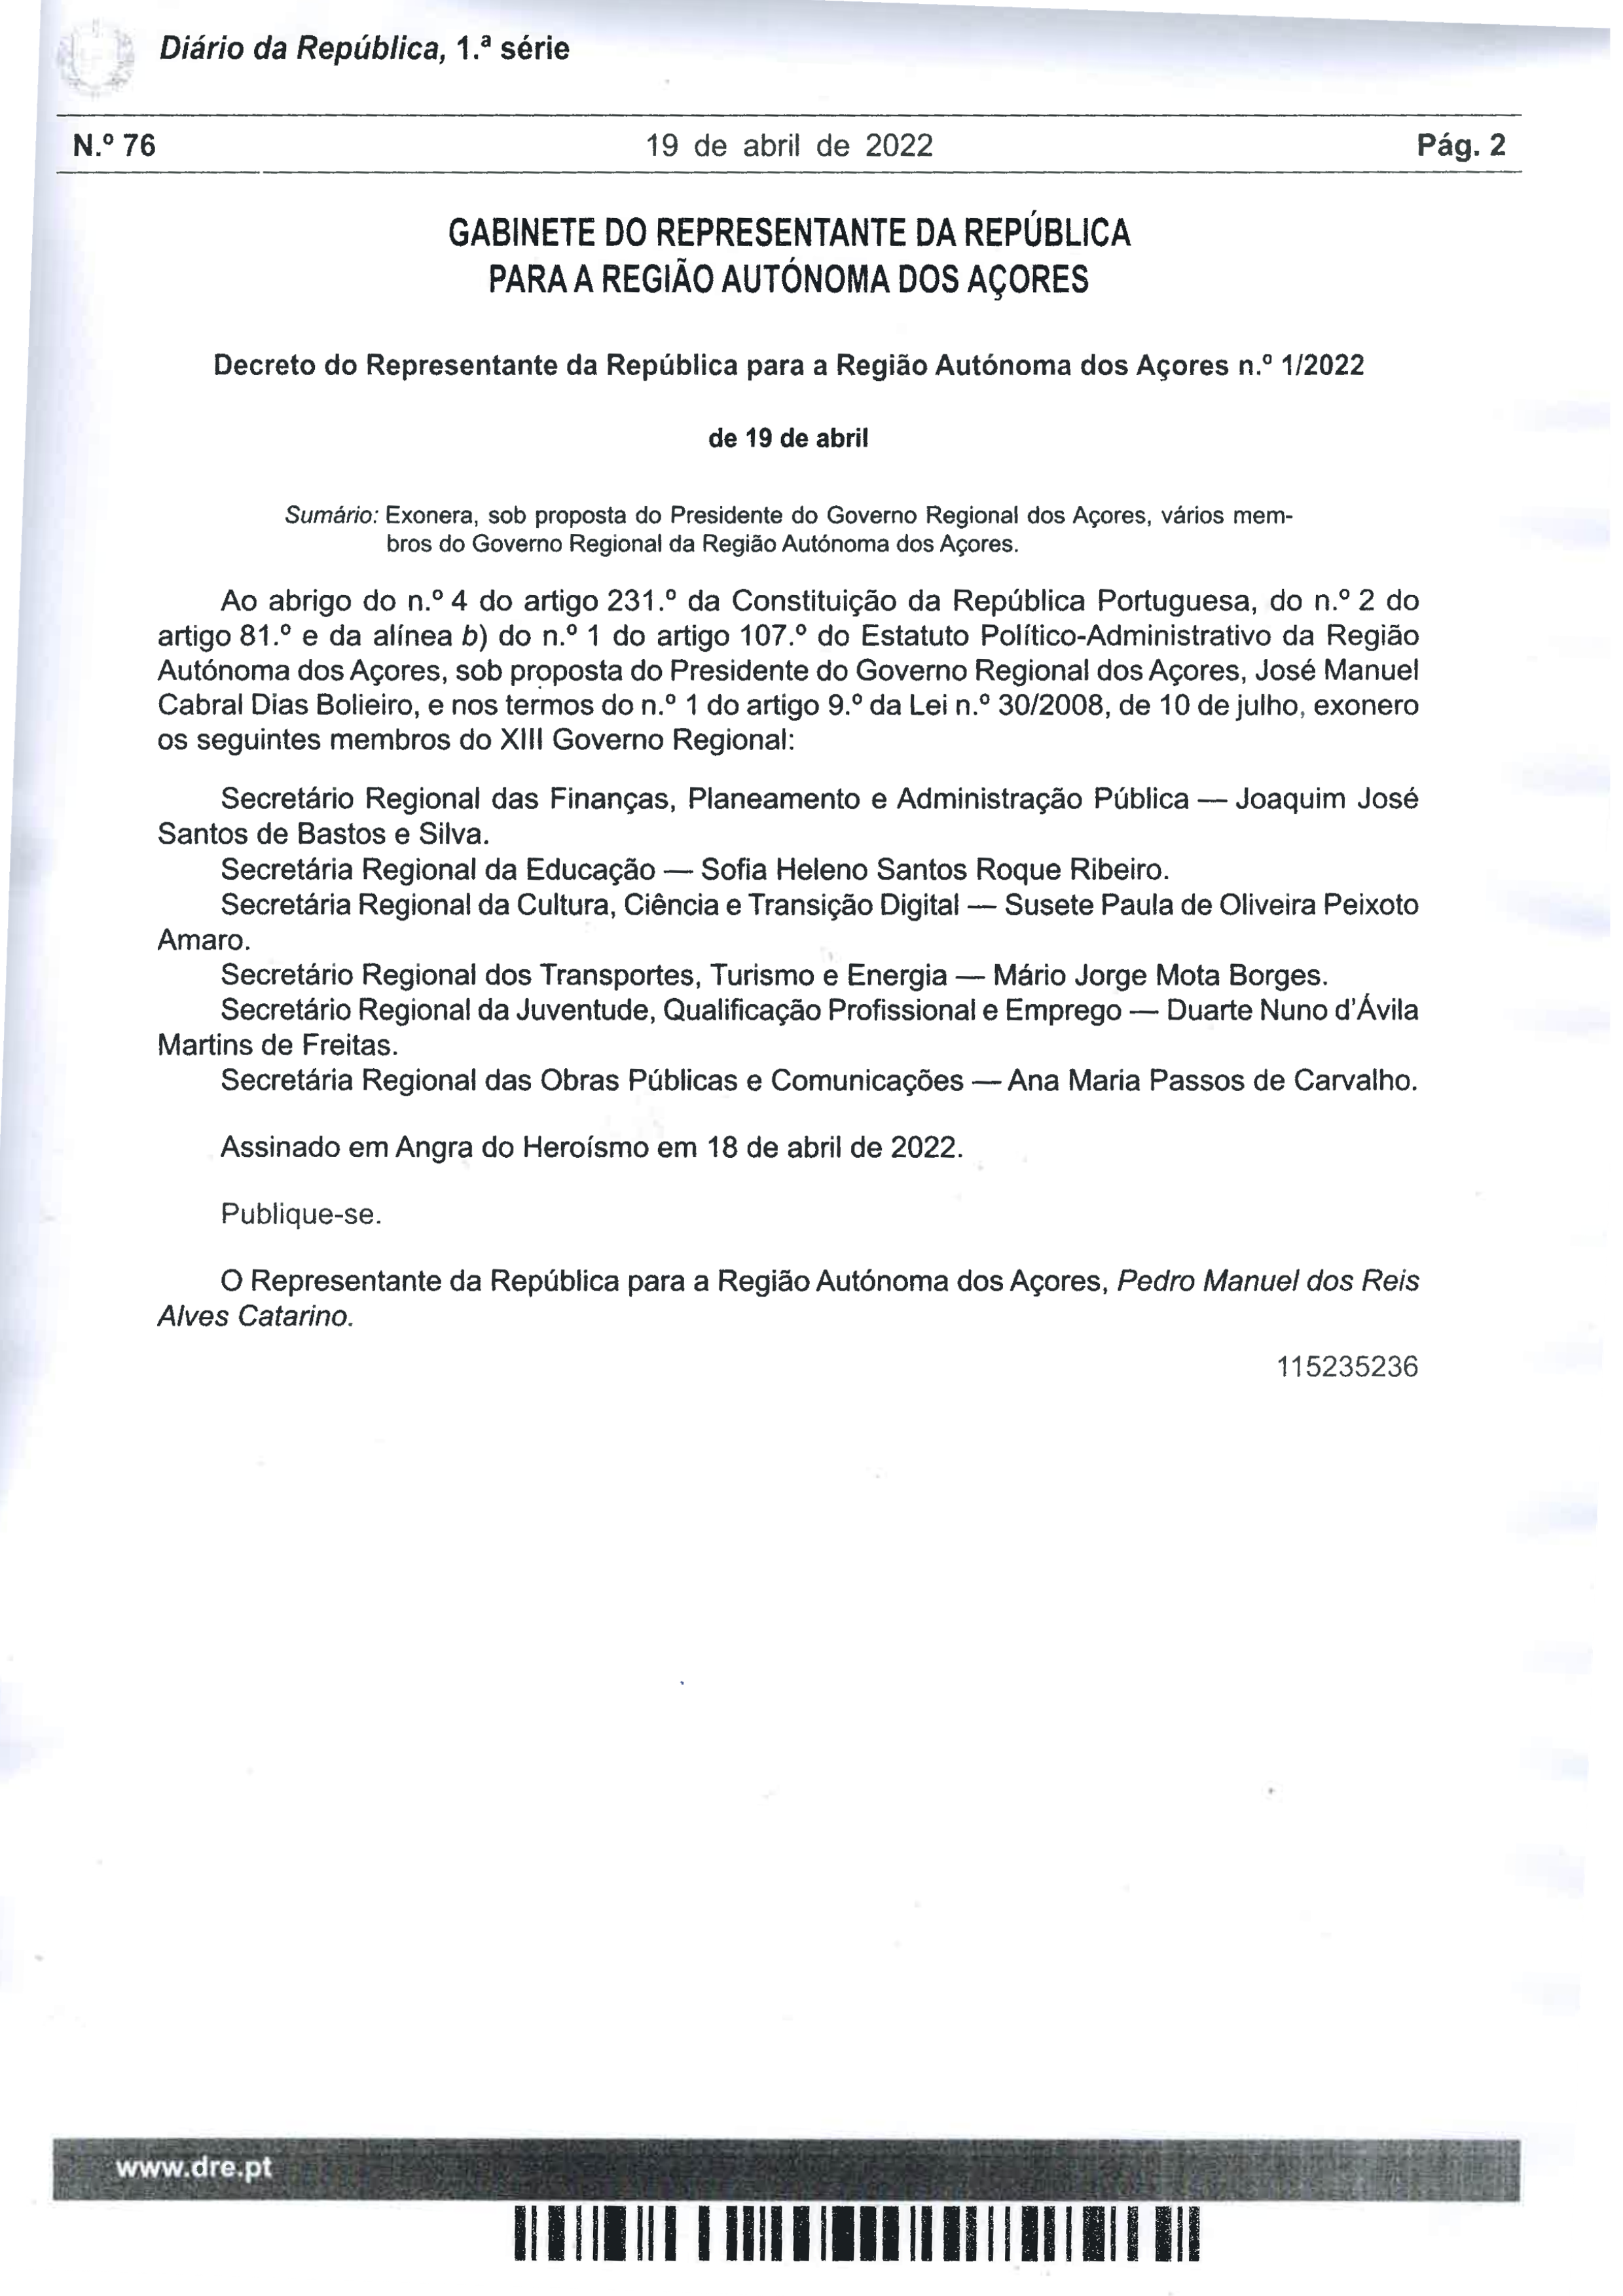 Diário da República, 1.ª série
N.º 76 19 de abril de 2022 Pág. 2
GABINETE DO REPRESENTANTE DA REPÚBLICA
PARA A REGIÃO AUTÓNOMA DOS AÇORES
Decreto do Representante da República para a Região Autónoma dos Açores n.º 1/2022
de 19 de abril
Sumário: Exonera, sob proposta do Presidente do Governo Regional dos Açores, vários mem-
bros do Governo Regional da Região Autónoma dos Açores.
Ao abrigo do n.º 4 do artigo 231.º da Constituição da República Portuguesa, do n.º 2 do
artigo 81.º e da alínea b) do n.º 1 do artigo 107.º do Estatuto Político-Administrativo da Região
Autónoma dos Açores, sob proposta do Presidente do Governo Regional dos Açores, José Manuel
Cabral Dias Bolieiro, e nos termos do n.º 1 do artigo 9.º da Lei n.º 30/2008, de 10 de julho, exonero
os seguintes membros do XIII Governo Regional:
Secretário Regional das Finanças, Planeamento e Administração Pública — Joaquim José
Santos de Bastos e Silva.
Secretária Regional da Educação — Sofia Heleno Santos Roque Ribeiro.
Secretária Regional da Cultura, Ciência e Transição Digital — Susete Paula de Oliveira Peixoto
Amaro.
Secretário Regional dos Transportes, Turismo e Energia — Mário Jorge Mota Borges.
Secretário Regional da Juventude, Qualificação Profissional e Emprego — Duarte Nuno d'Ávila
Martins de Freitas.
Secretária Regional das Obras Públicas e Comunicações — Ana Maria Passos de Carvalho.
Assinado em Angra do Heroísmo em 18 de abril de 2022.
Publique-se.
O Representante da República para a Região Autónoma dos Açores, Pedro Manuel dos Reis
Alves Catarino.
115235236
www.dre.pt